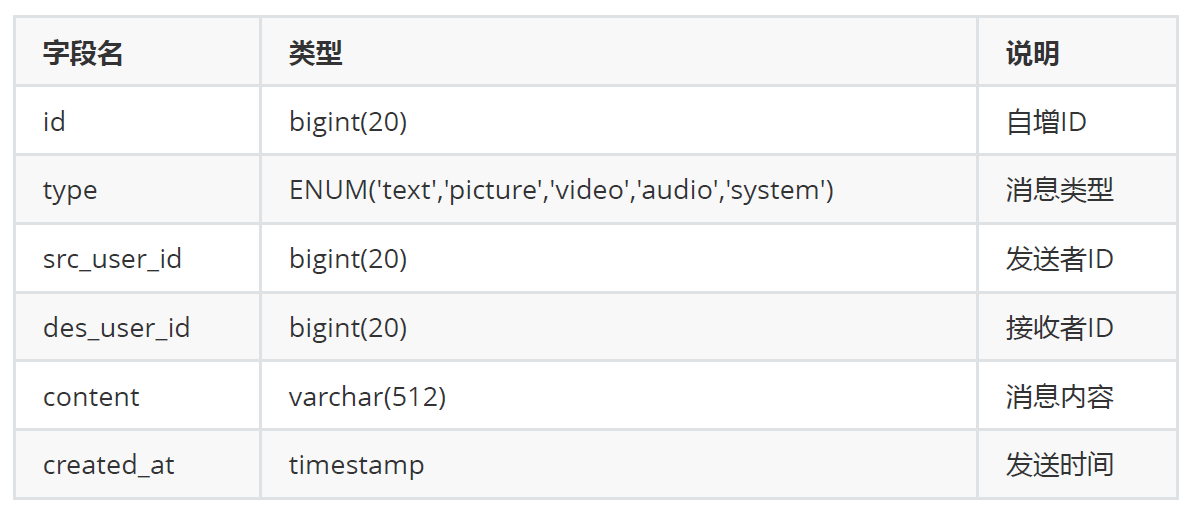 字段名 类型 说明
id bigint(20) 自增ID
type ENUM('text','picture','video','audio','system') 消息类型
src_user_id bigint(20) 发送者ID
des_user_id bigint(20) 接收者ID
content varchar(512) 消息内容
created_at timestamp 发送时间